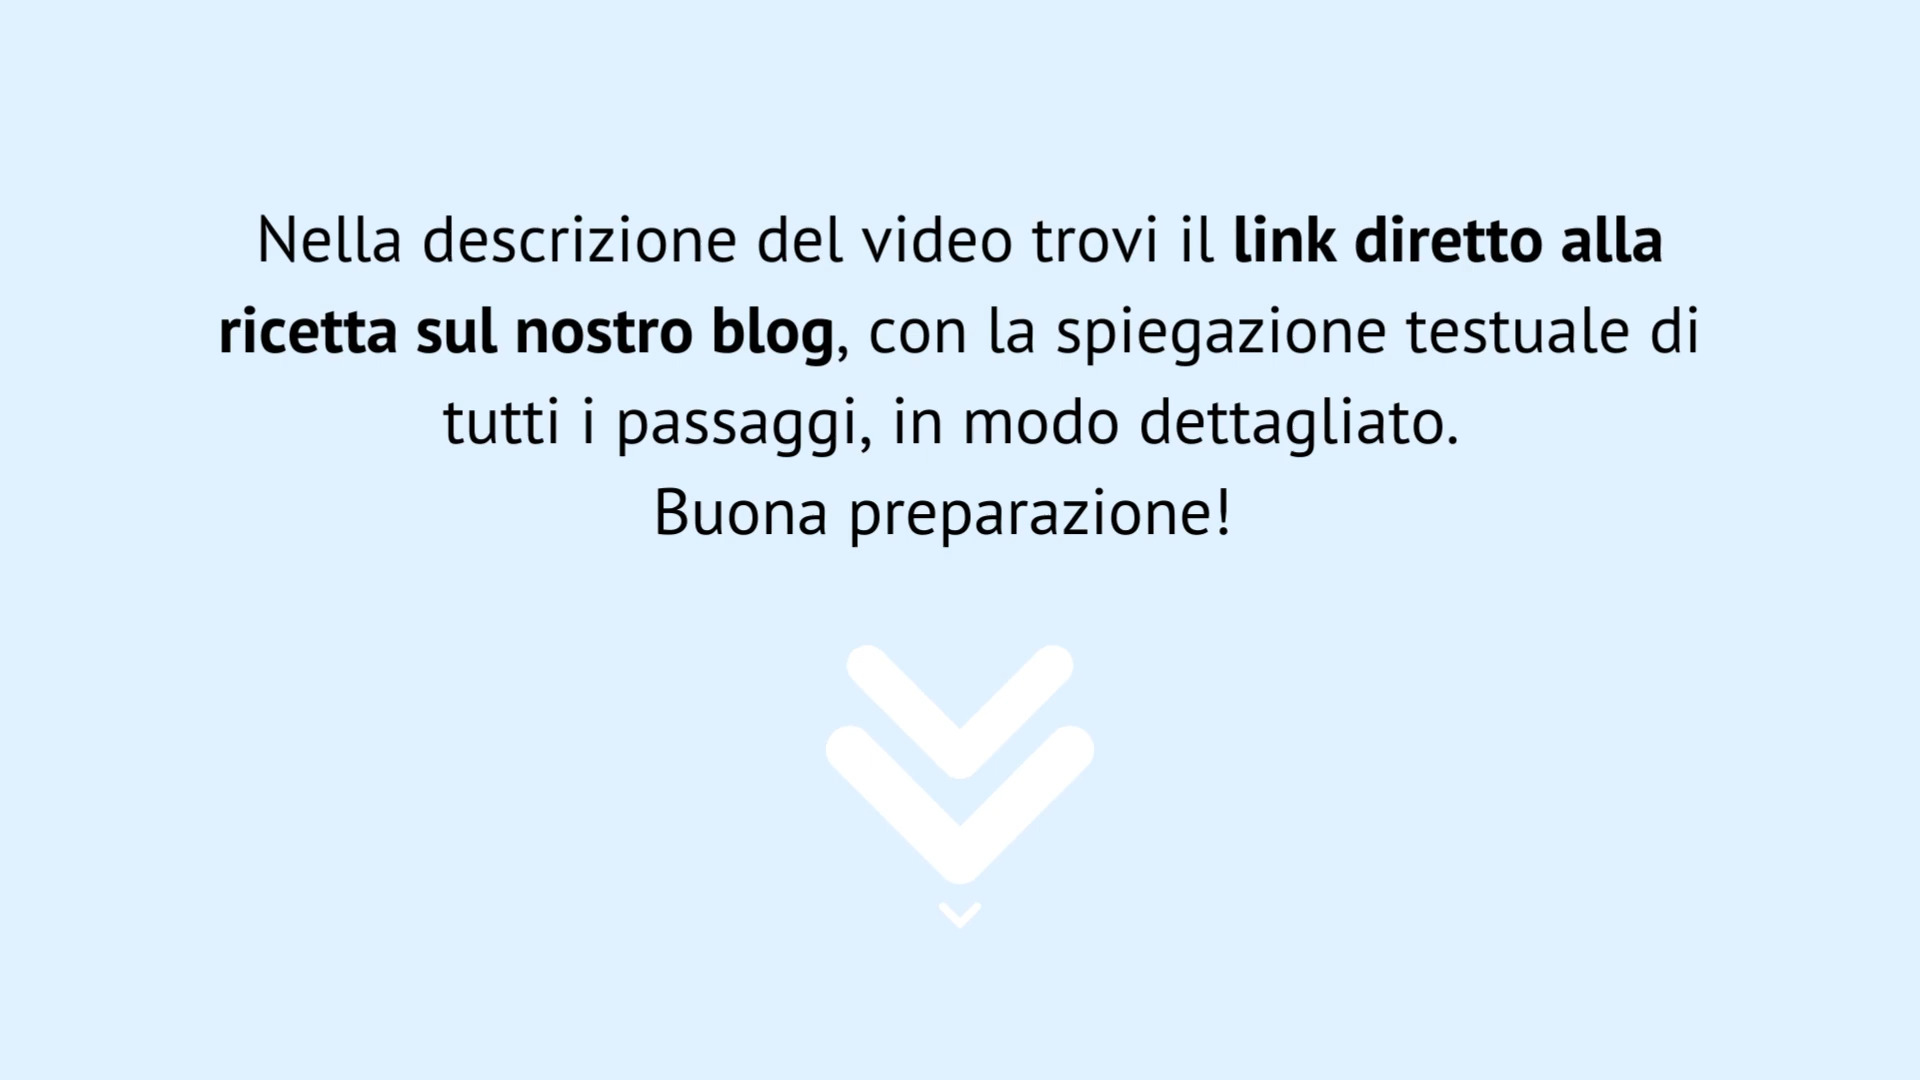 Nella descrizione del video trovi il link diretto alla
ricetta sul nostro blog, con la spiegazione testuale di
tutti i passaggi, in modo dettagliato.
Buona preparazione!